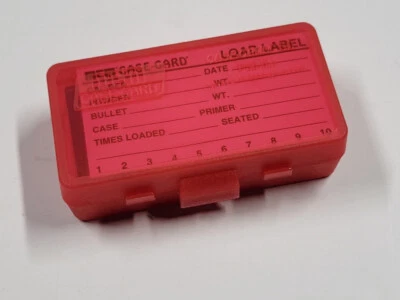 MTM CASE-GARD® LOAD LABEL
DATE
WT.
WT.
BULLET
PRIMER
CASE
SEATED
TIMES LOADED
1 2 3 4 5 6 7 8 9 10